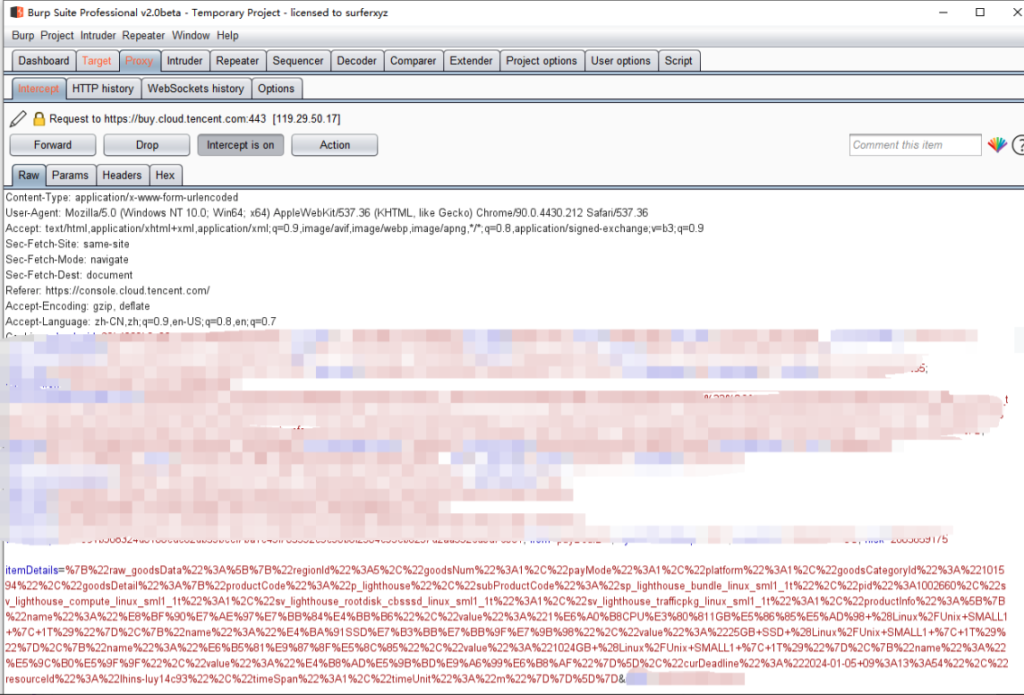 Burp Suite Professional v2.0beta - Temporary Project - licensed to surferxyz
Burp Project Intruder Repeater Window Help
Dashboard Target Proxy Intruder Repeater Sequencer Decoder Comparer Extender Project options User options Script
Intercept HTTP history WebSockets history Options
Request to https://buy.cloud.tencent.com:443 [119.29.50.17]
Forward Drop Intercept is on Action Comment this item ?
Raw Params Headers Hex
Content-Type: application/x-www-form-urlencoded
User-Agent: Mozilla/5.0 (Windows NT 10.0; Win64; x64) AppleWebKit/537.36 (KHTML, like Gecko) Chrome/90.0.4430.212 Safari/537.36
Accept: text/html,application/xhtml+xml,application/xml;q=0.9,image/avif,image/webp,image/apng,*/*;q=0.8,application/signed-exchange;v=b3;q=0.9
Sec-Fetch-Site: same-site
Sec-Fetch-Mode: navigate
Sec-Fetch-Dest: document
Referer: https://console.cloud.tencent.com/
Accept-Encoding: gzip, deflate
Accept-Language: zh-CN,zh;q=0.9,en-US;q=0.8,en;q=0.7
itemDetails=%7B%22raw_goodsData%22%3A%5B%7B%22regionId%22%3A5%2C%22goodsNum%22%3A1%2C%22payMode%22%3A1%2C%22platform%22%3A1%2C%22goodsCategoryId%22%3A%221015
94%22%2C%22goodsDetail%22%3A%7B%22productCode%22%3A%22p_lighthouse%22%2C%22subProductCode%22%3A%22sp_lighthouse_bundle_linux_sml1_1t%22%2C%22pid%22%3A1002660%2C%22s
v_lighthouse_compute_linux_sml1_1t%22%3A1%2C%22sv_lighthouse_rootdisk_cbsssd_linux_sml1_1t%22%3A1%2C%22sv_lighthouse_trafficpkg_linux_sml1_1t%22%3A1%2C%22productInfo%22%3A%5B%7B
%22name%22%3A%22%E8%BF%90%E7%AE%97%E7%BB%84%E4%BB%B6%22%2C%22value%22%3A%221%E6%A0%B8CPU%E3%80%811GB%E5%86%85%E5%AD%98+%28Linux%2FUnix+SMALL1
+%7C+1T%29%22%7D%2C%7B%22name%22%3A%22%E4%BA%91SSD%E7%B3%BB%E7%BB%9F%E7%9B%98%22%2C%22value%22%3A%2225GB+SSD+%28Linux%2FUnix+SMALL1+%7C+1T%29%
22%7D%2C%7B%22name%22%3A%22%E6%B5%81%E9%87%8F%E5%8C%85%22%2C%22value%22%3A%221024GB+%28Linux%2FUnix+SMALL1+%7C+1T%29%22%7D%2C%7B%22name%22%3A%22
%E5%9C%B0%E5%9F%9F%22%2C%22value%22%3A%22%E4%B8%AD%E5%9B%BD%E9%A6%99%E6%B8%AF%22%7D%5D%2C%22curDeadline%22%3A%222024-01-05+09%3A13%3A54%22%2C%22
resourceId%22%3A%22lhins-luy14c93%22%2C%22timeSpan%22%3A1%2C%22timeUnit%22%3A%22m%22%7D%7D%5D%7D&